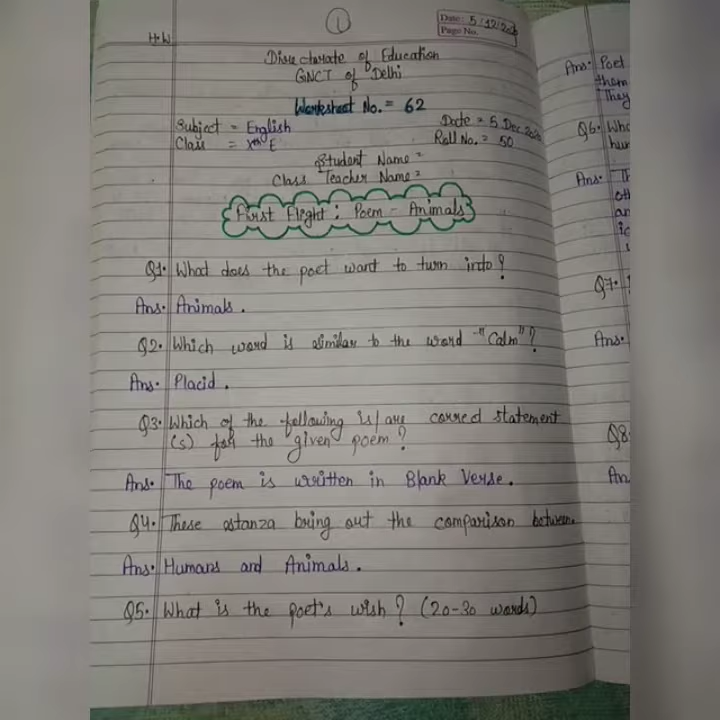 1
Date: 5/12/20
Page No.
H.W
Directorate of Education
GNCT of Delhi
Worksheet No. = 62
Subject = English
Date = 5 Dec 20
Class = Xth E
Roll No. = 50
Student Name =
Class Teacher Name =
First Flight : Poem - Animals
Q1. What does the poet want to turn into?
Ans. Animals.
Q2. Which word is similar to the word "Calm"?
Ans. Placid.
Q3. Which of the following is/are correct statement
(s) for the given poem?
Ans. The poem is written in Blank Verse.
Q4. These stanza bring out the comparison between
Ans. Humans and Animals.
Q5. What is the poet's wish? (20-30 words)
Ans. Poet
them
They
Q6.
Ans.
Q7.
Ans.
Q8.